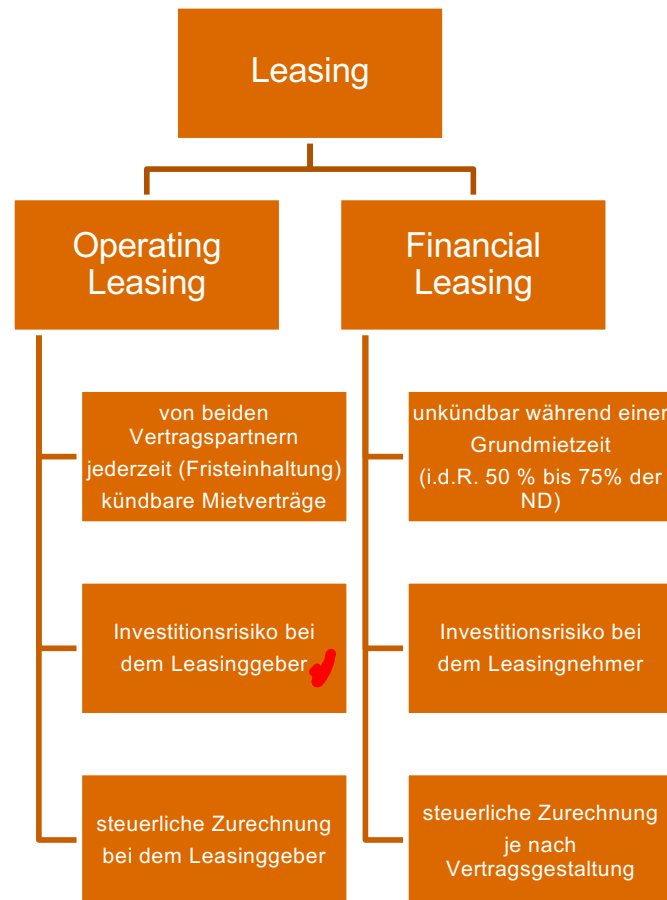 Leasing
Operating
Leasing
von beiden
Vertragspartnern
jederzeit (Fristeinhaltung)
kündbare Mietverträge
Investitionsrisiko bei
dem Leasinggeber
steuerliche Zurechnung
bei dem Leasinggeber
Financial
Leasing
unkündbar während einer
Grundmietzeit
(i.d.R. 50 % bis 75% der
ND)
Investitionsrisiko bei
dem Leasingnehmer
steuerliche Zurechnung
je nach
Vertragsgestaltung